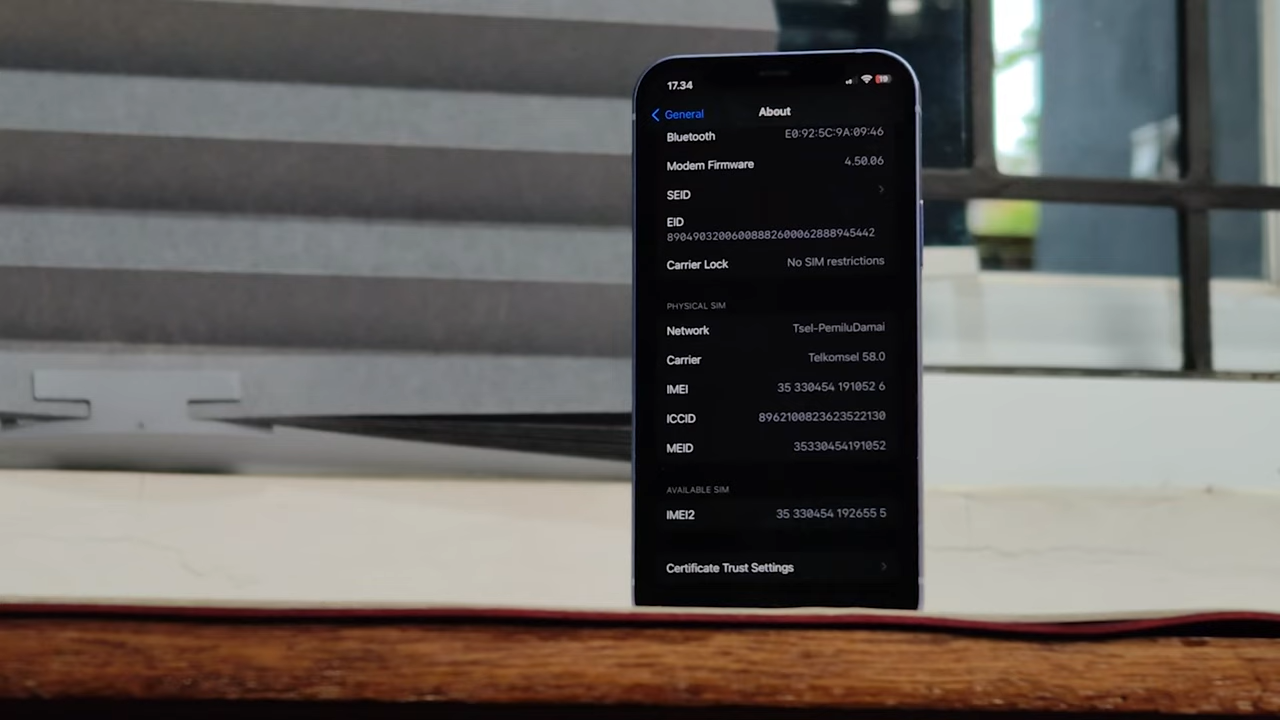 17.34
19
General
About
Bluetooth E0:92:5C:9A:09:46
Modem Firmware 4.50.06
SEID
EID
89049032006008882600062888945442
Carrier Lock No SIM restrictions
PHYSICAL SIM
Network Tsel-PemiluDamai
Carrier Telkomsel 58.0
IMEI 35 330454 191052 6
ICCID 8962100823623522130
MEID 35330454191052
AVAILABLE SIM
IMEI2 35 330454 192655 5
Certificate Trust Settings